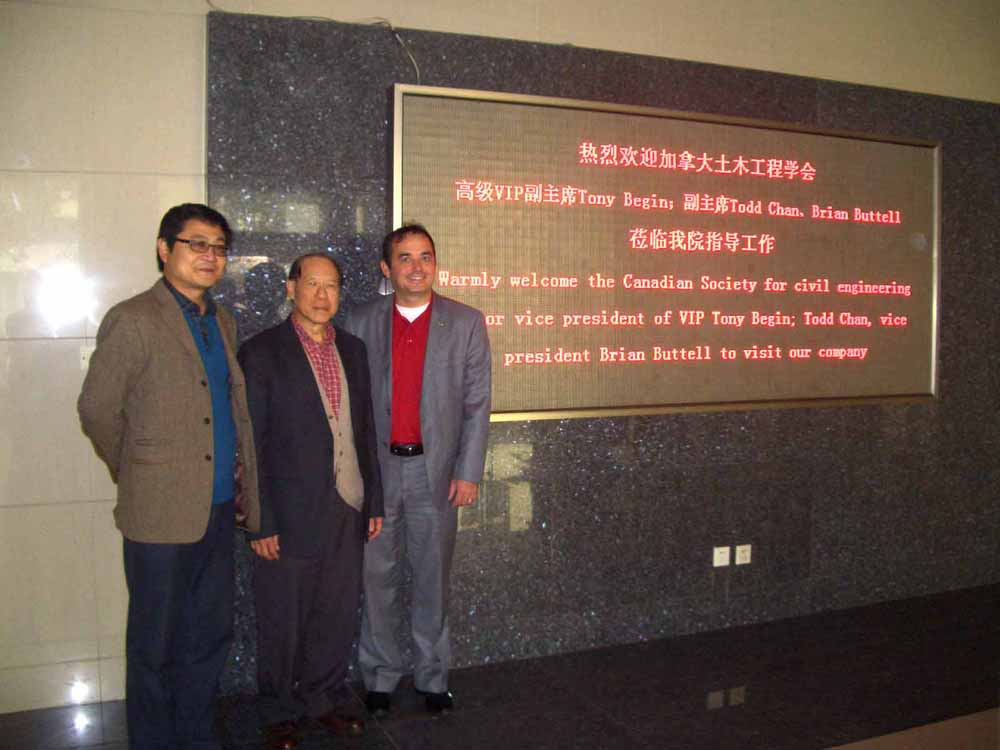 热烈欢迎加拿大土木工程学会
高级VIP副主席Tony Begin；副主席Todd Chan、Brian Buttell
莅临我院指导工作
Warmly welcome the Canadian Society for civil engineering
or vice president of VIP Tony Begin; Todd Chan, vice
president Brian Buttell to visit our company